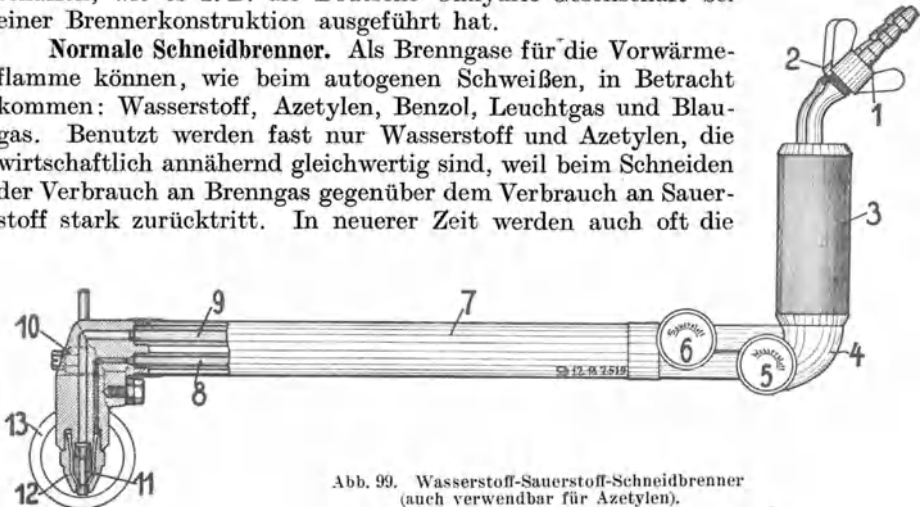 einer Brennerkonstruktion ausgeführt hat.
Normale Schneidbrenner. Als Brenngase für die Vorwärme-
flamme können, wie beim autogenen Schweißen, in Betracht
kommen: Wasserstoff, Azetylen, Benzol, Leuchtgas und Blau-
gas. Benutzt werden fast nur Wasserstoff und Azetylen, die
wirtschaftlich annähernd gleichwertig sind, weil beim Schneiden
der Verbrauch an Brenngas gegenüber dem Verbrauch an Sauer-
stoff stark zurücktritt. In neuerer Zeit werden auch oft die
2
1
3
9
7
Sauerstoff
6
10
4
8
Wasserstoff
5
13
12
11
Abb. 99. Wasserstoff-Sauerstoff-Schneidbrenner
(auch verwendbar für Azetylen).